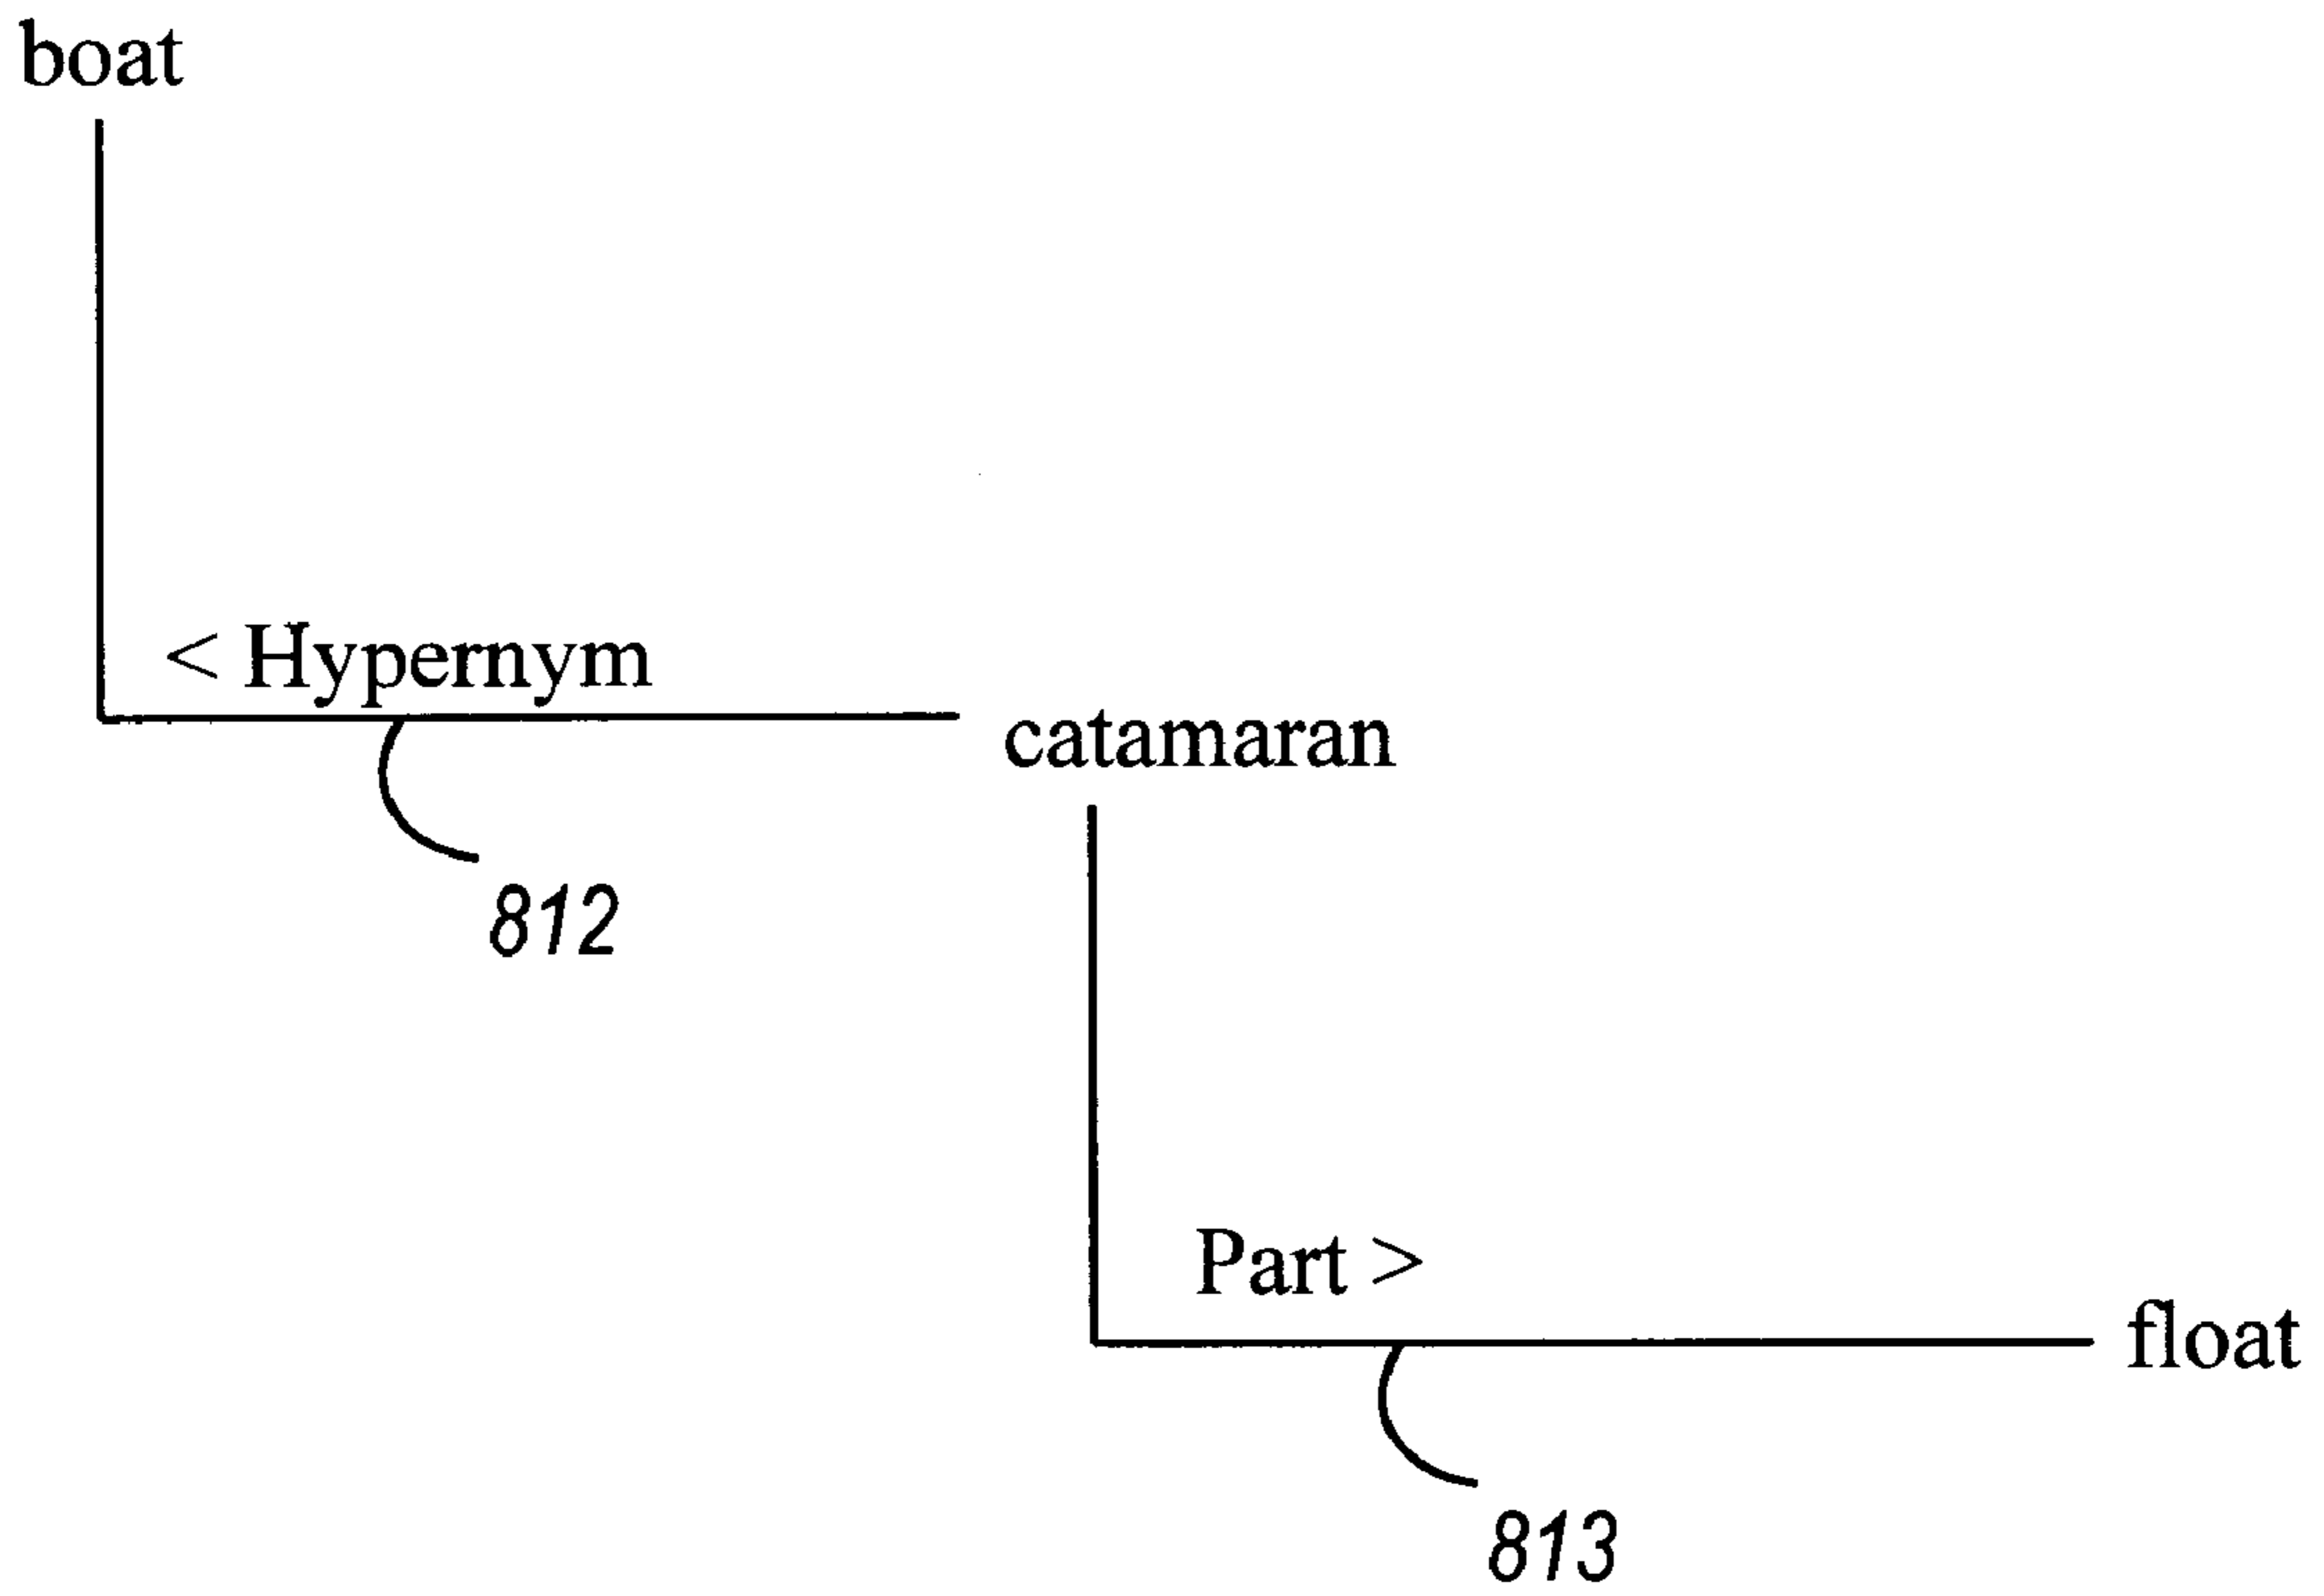 boat
< Hypernym
catamaran
812
Part >
float
813